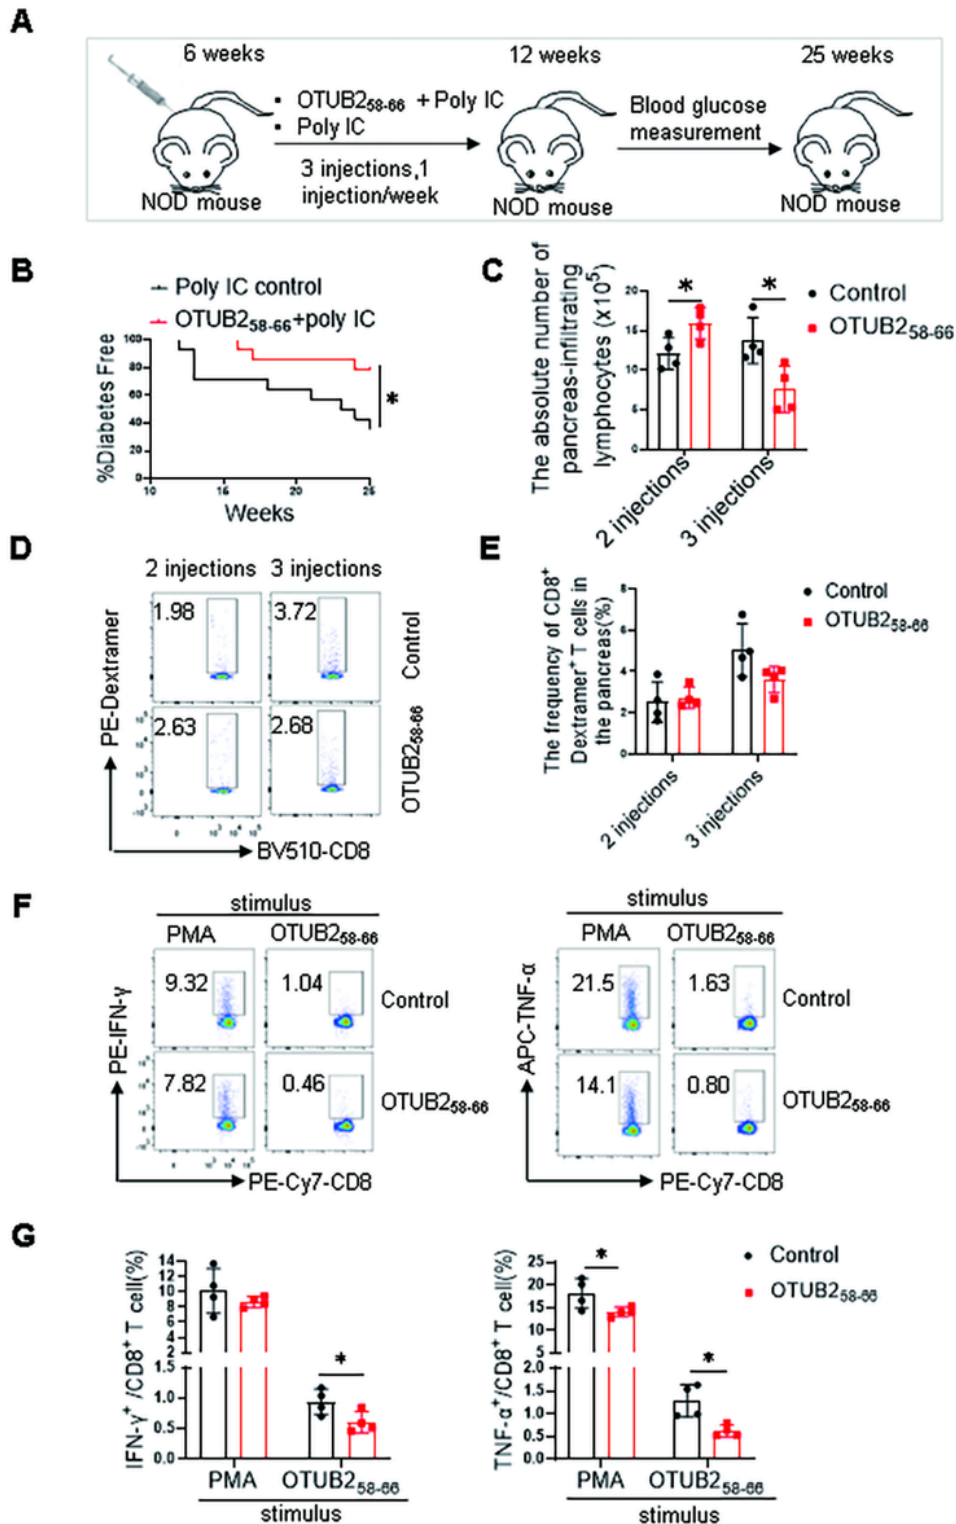 A
6 weeks
12 weeks
25 weeks
▪ OTUB2₅₈₋₆₆ + Poly IC
▪ Poly IC
3 injections,1
injection/week
Blood glucose
measurement
NOD mouse
NOD mouse
NOD mouse
B
Poly IC control
OTUB2₅₈₋₆₆+poly IC
%Diabetes Free
100
80
60
40
20
0
10
15
20
25
Weeks
*
C
The absolute number of
pancreas-infiltrating
lymphocytes (x 10⁵)
20
15
10
5
0
*
*
Control
OTUB2₅₈₋₆₆
2 injections
3 injections
D
2 injections
3 injections
1.98
3.72
Control
2.63
2.68
OTUB2₅₈₋₆₆
PE-Dextramer
BV510-CD8
E
The frequency of CD8⁺
Dextramer⁺ T cells in
the pancreas(%)
8
6
4
2
0
Control
OTUB2₅₈₋₆₆
2 injections
3 injections
F
stimulus
PMA
OTUB2₅₈₋₆₆
9.32
1.04
Control
7.82
0.46
OTUB2₅₈₋₆₆
PE-IFN-γ
PE-Cy7-CD8
stimulus
PMA
OTUB2₅₈₋₆₆
21.5
1.63
Control
14.1
0.80
OTUB2₅₈₋₆₆
APC-TNF-α
PE-Cy7-CD8
G
IFN-γ⁺ /CD8⁺ T cell(%)
14
12
10
8
6
4
2
1.5
1.0
0.5
0.0
*
PMA
OTUB2₅₈₋₆₆
stimulus
TNF-α⁺/CD8⁺ T cell(%)
25
20
15
10
5
2.0
1.5
1.0
0.5
0.0
*
*
Control
OTUB2₅₈₋₆₆
PMA
OTUB2₅₈₋₆₆
stimulus